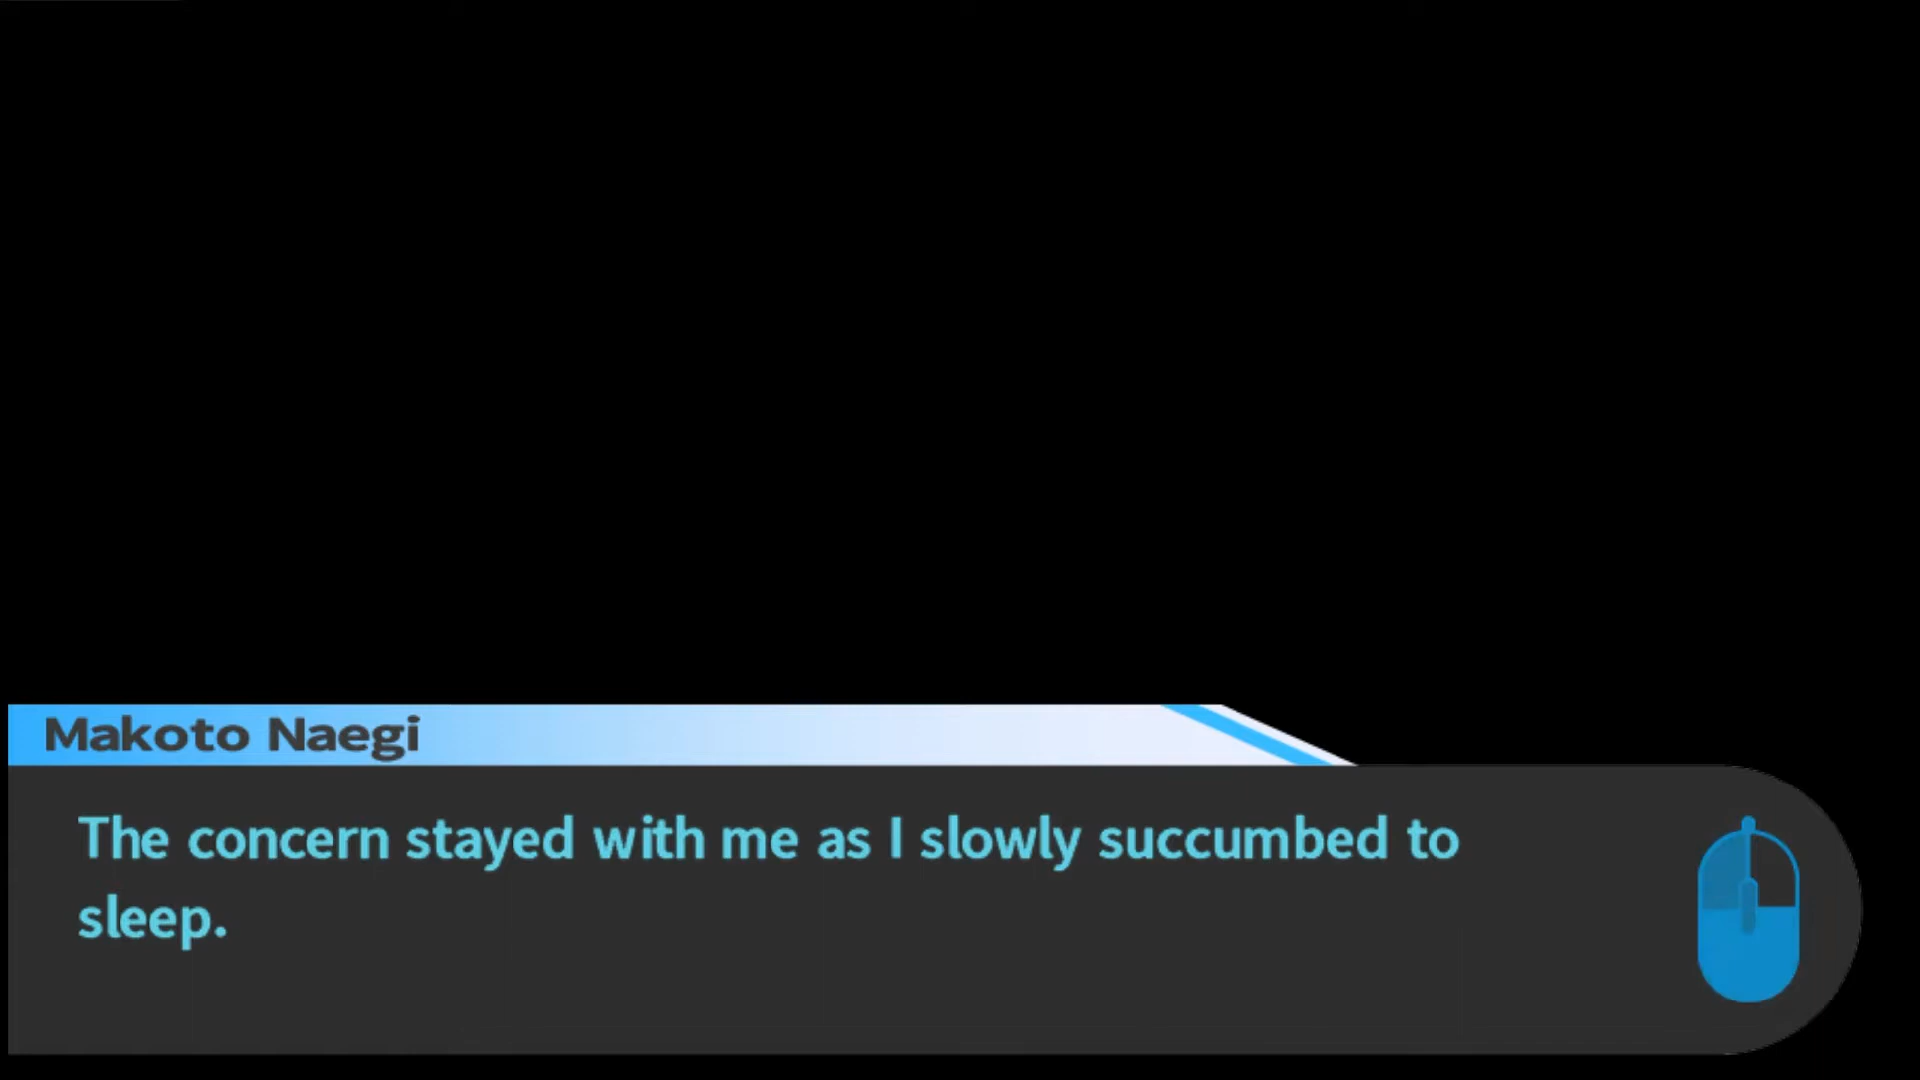 Makoto Naegi
The concern stayed with me as I slowly succumbed to
sleep.